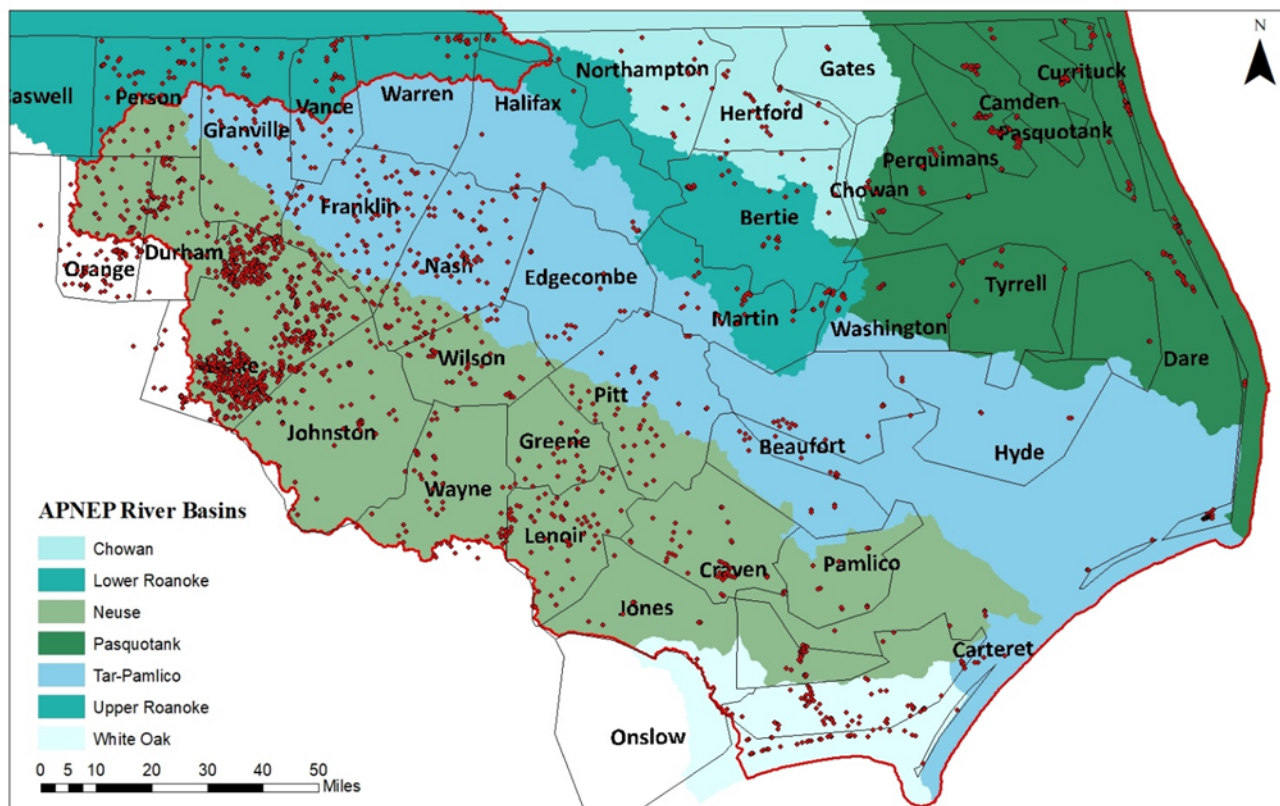 N
Northampton
Gates
Currituck
Caswell
Person
Vance
Warren
Halifax
Camden
Granville
Hertford
Pasquotank
Perquimans
Chowan
Franklin
Bertie
Orange
Durham
Nash
Edgecombe
Tyrrell
Martin
Washington
Wake
Wilson
Dare
Pitt
Johnston
Greene
Beaufort
Hyde
Wayne
Lenoir
Craven
Pamlico
Jones
Carteret
Onslow
APNEP River Basins
Chowan
Lower Roanoke
Neuse
Pasquotank
Tar-Pamlico
Upper Roanoke
White Oak
0 5 10 20 30 40 50
Miles